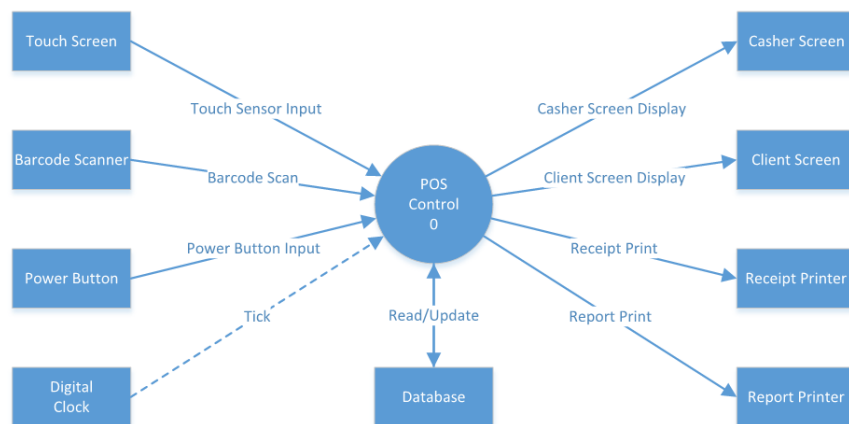 Touch Screen
Casher Screen
Touch Sensor Input
Casher Screen Display
Barcode Scanner
Barcode Scan
POS
Control
0
Client Screen Display
Client Screen
Power Button Input
Receipt Print
Power Button
Receipt Printer
Tick
Read/Update
Report Print
Digital
Clock
Database
Report Printer